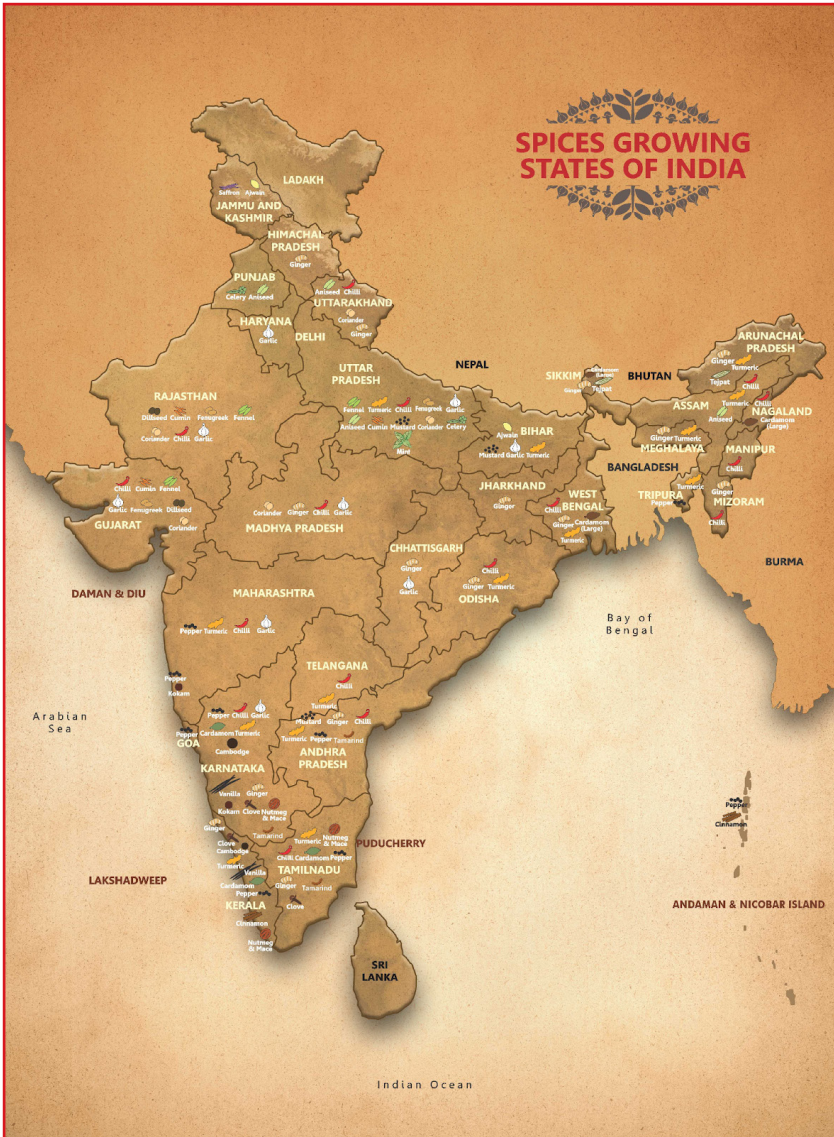 SPICES GROWING
STATES OF INDIA
LADAKH
Saffron Ajwain
JAMMU AND
KASHMIR
HIMACHAL
PRADESH
Ginger
PUNJAB
Celery Aniseed
Aniseed Chilli
UTTARAKHAND
Coriander
Ginger
HARYANA
Garlic
DELHI
UTTAR
PRADESH
Fennel Turmeric Chilli Fenugreek Garlic
Aniseed Cumin Mustard Coriander Celery
Mint
NEPAL
SIKKIM
Ginger
Tejpat
BHUTAN
ARUNACHAL
PRADESH
Ginger Turmeric
Tejpat Chilli
ASSAM
Turmeric Chilli
Aniseed
NAGALAND
Cardamom
(Large)
Ginger Turmeric
MEGHALAYA
MANIPUR
Chilli
BANGLADESH
TRIPURA
Turmeric
Pepper
Ginger
MIZORAM
Chilli
BURMA
RAJASTHAN
Dillseed Cumin Fenugreek Fennel
Coriander Chilli Garlic
BIHAR
Ajwain
Mustard Garlic Turmeric
JHARKHAND
Ginger
WEST
BENGAL
Chilli
Ginger Cardamom
(Large)
Turmeric
Chilli Cumin Fennel
Garlic Fenugreek Dillseed
GUJARAT
Coriander
Coriander Ginger Chilli Garlic
MADHYA PRADESH
CHHATTISGARH
Ginger
Garlic
Chilli
Ginger Turmeric
ODISHA
DAMAN & DIU
MAHARASHTRA
Pepper Turmeric Chilli Garlic
Pepper
Kokam
Bay of
Bengal
TELANGANA
Chilli
Turmeric
Arabian
Sea
Pepper
GOA
Pepper Chilli Garlic
Cardamom Turmeric
Cambodge
KARNATAKA
Vanilla Ginger
Kokam Clove Nutmeg
& Mace
Tamarind
Mustard Ginger Chilli
Turmeric Pepper Tamarind
ANDHRA
PRADESH
Pepper
Cinnamon
ANDAMAN & NICOBAR ISLAND
PUDUCHERRY
Turmeric Nutmeg
& Mace
Chilli Cardamom Pepper
TAMILNADU
Ginger Tamarind
Clove
LAKSHADWEEP
Ginger
Clove
Cambodge
Turmeric
Vanilla
Cardamom
Pepper
KERALA
Cinnamon
Nutmeg
& Mace
SRI
LANKA
Indian Ocean